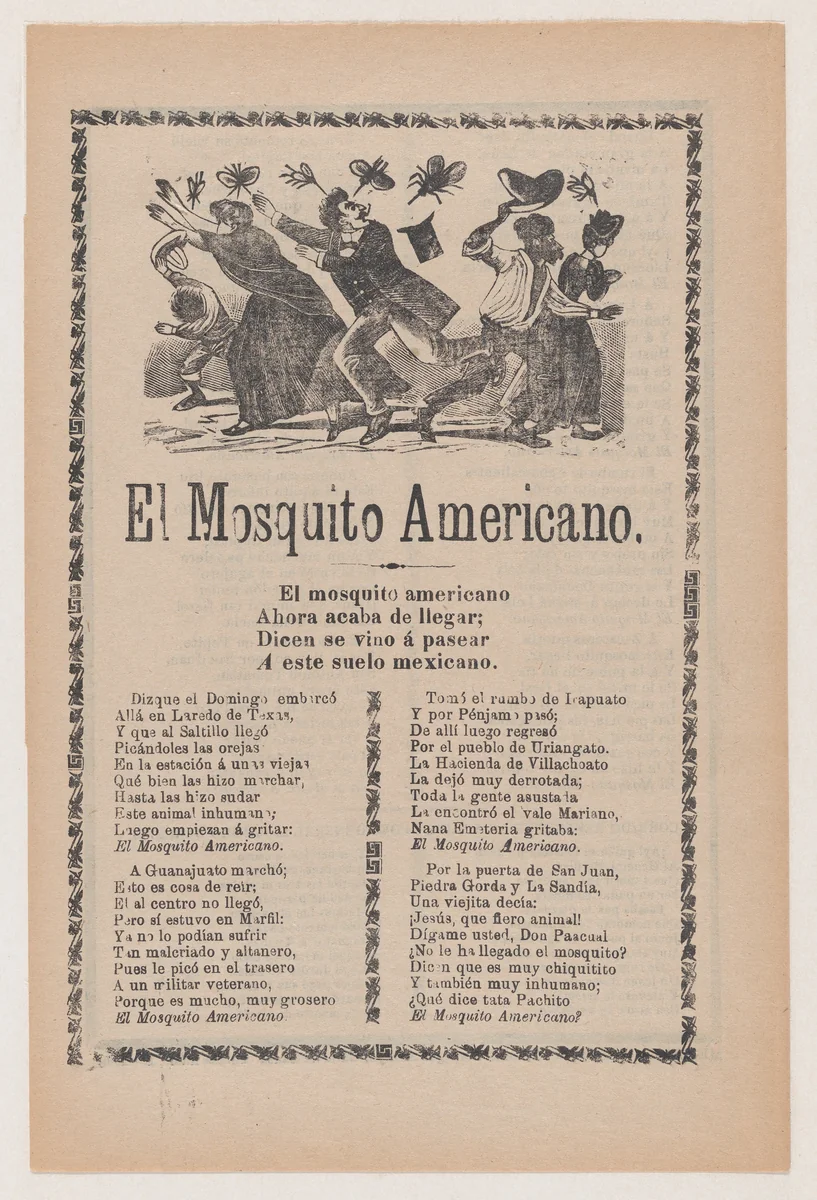 El Mosquito Americano.
El mosquito americano
Ahora acaba de llegar;
Dicen se vino á pasear
A este suelo mexicano.
Dizque el Domingo embarcó
Allá en Laredo de Texas,
Y que al Saltillo llegó
Picándoles las orejas
En la estación á unas viejas
Qué bien las hizo marchar,
Hasta las hizo sudar
Este animal inhumano;
Luego empiezan á gritar:
El Mosquito Americano.
A Guanajuato marchó;
Esto es cosa de reir;
El al centro no llegó,
Pero sí estuvo en Marfil:
Ya no lo podían sufrir
Tan malcriado y altanero,
Pues le picó en el trasero
A un militar veterano,
Porque es mucho, muy grosero
El Mosquito Americano.
Tomó el rumbo de Irapuato
Y por Pénjamo pasó;
De allí luego regresó
Por el pueblo de Uriangato.
La Hacienda de Villachoato
La dejó muy derrotada;
Toda la gente asustada
La encontró el vale Mariano,
Nana Emeteria gritaba:
El Mosquito Americano.
Por la puerta de San Juan,
Piedra Gorda y La Sandía,
Una viejita decía:
¡Jesús, que fiero animal!
Dígame usted, Don Paacual
¿No le ha llegado el mosquito?
Dicen que es muy chiquitito
Y también muy inhumano;
¿Qué dice tata Pachito
El Mosquito Americano?